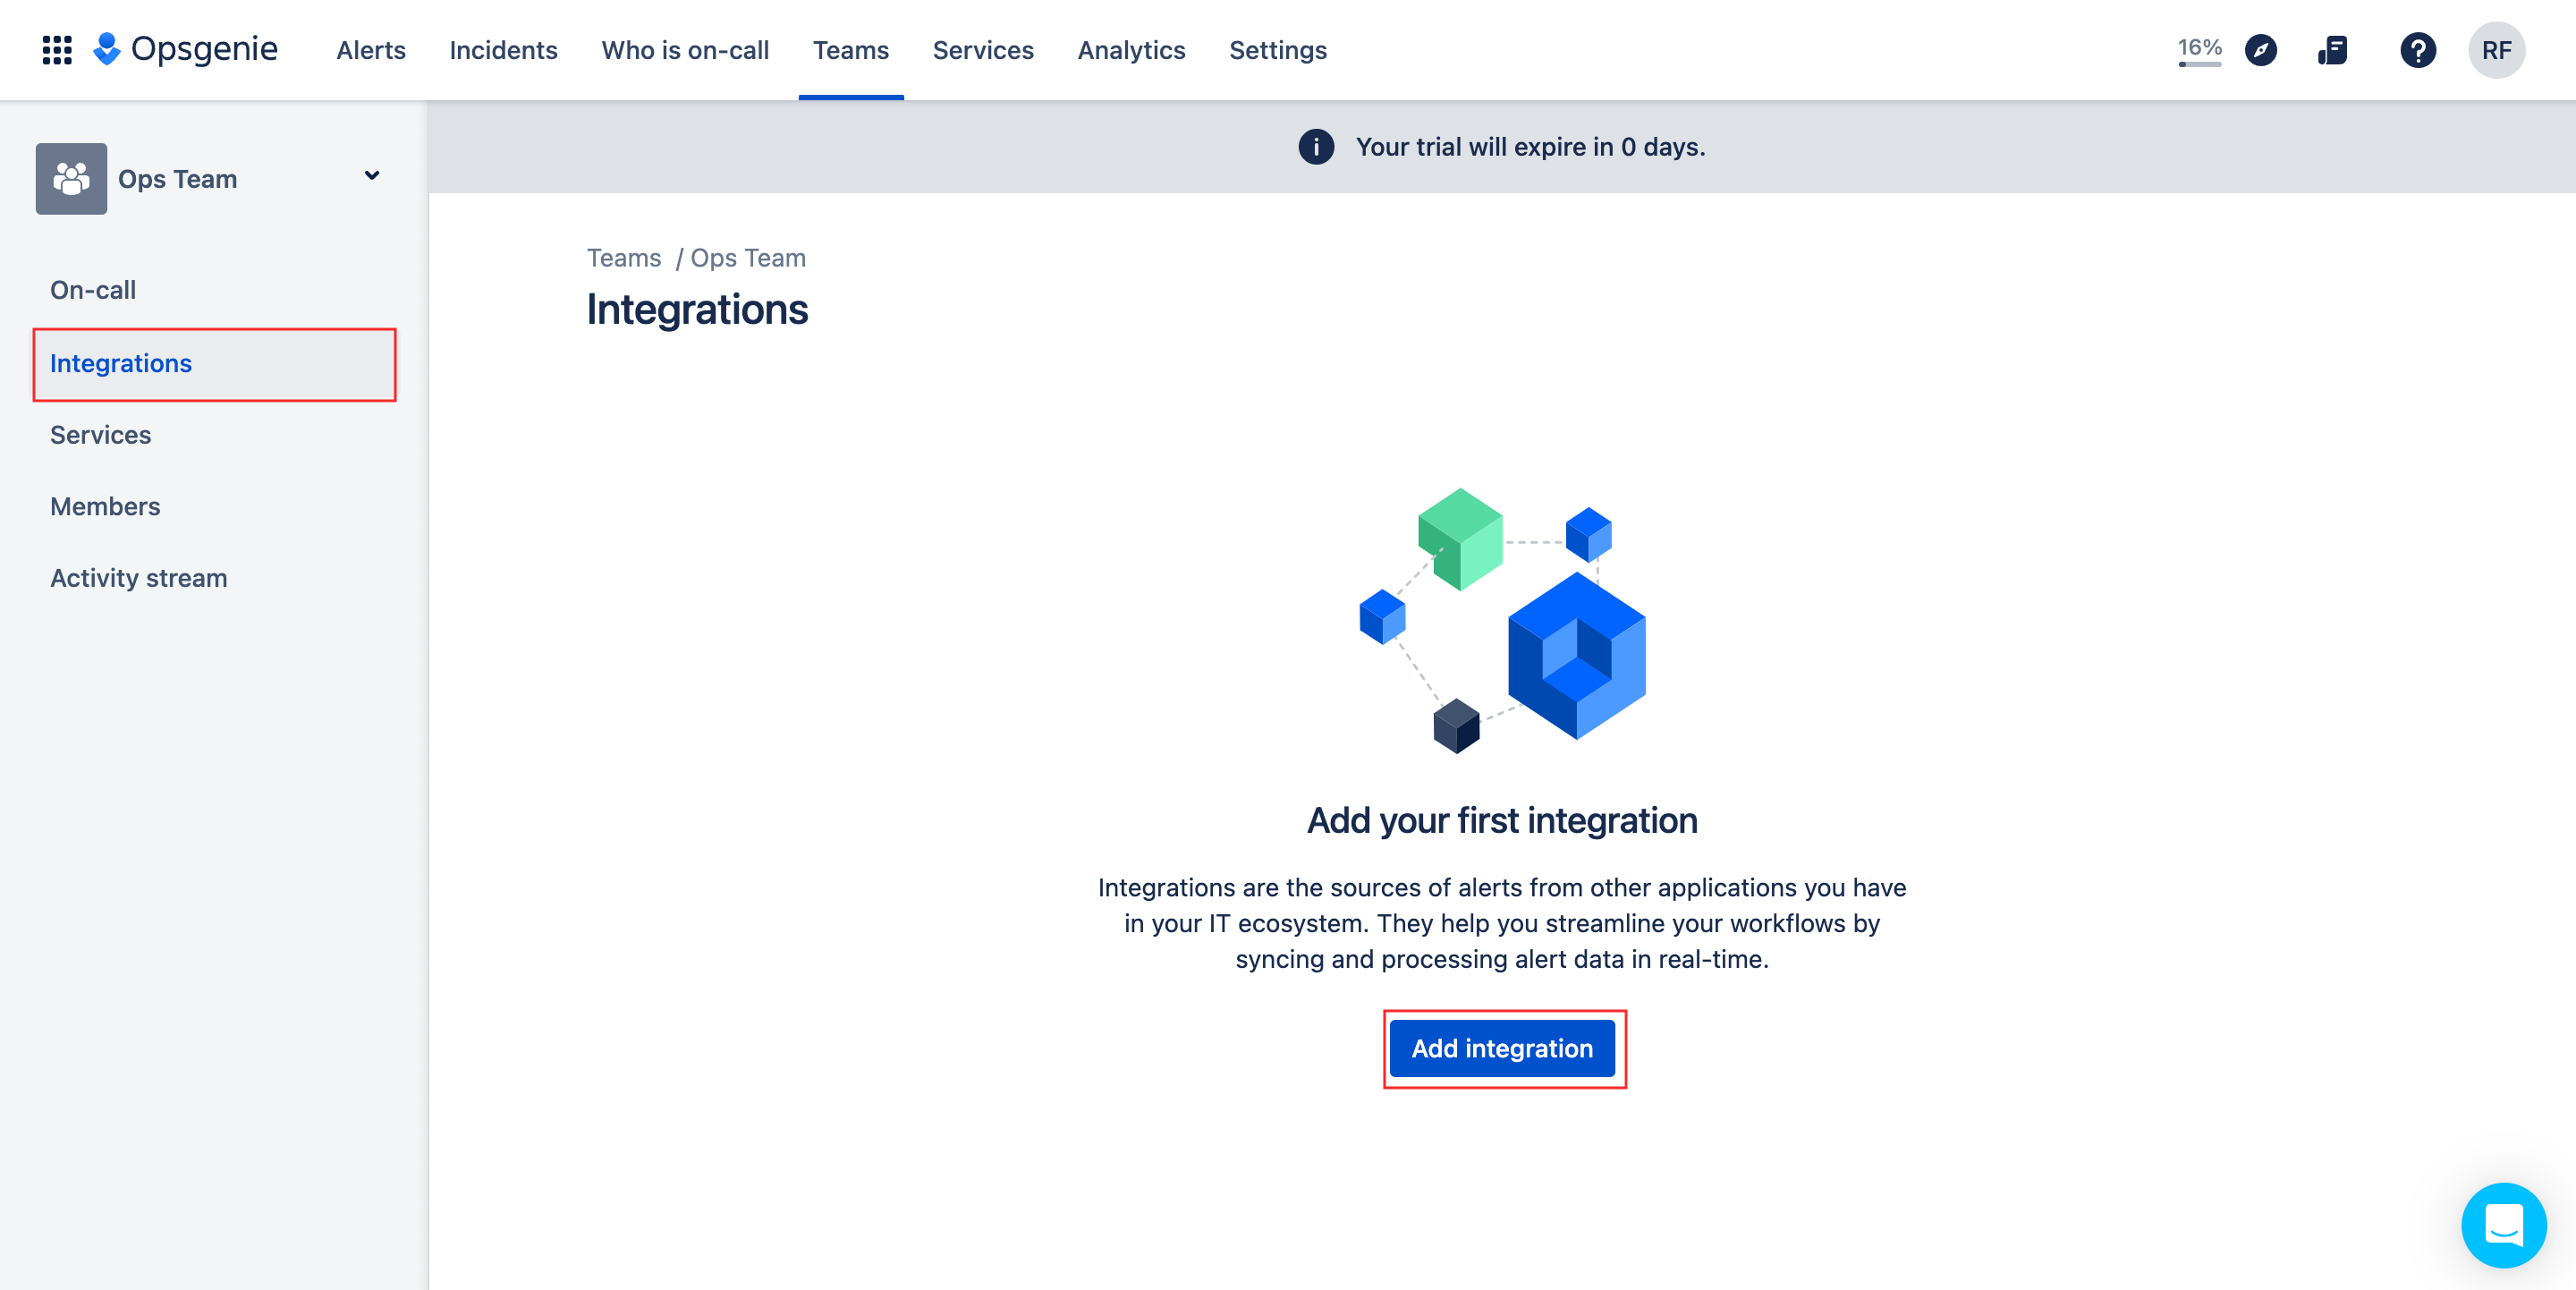 Opsgenie Alerts Incidents Who is on-call Teams Services Analytics Settings 16% RF
Your trial will expire in 0 days.
Ops Team
On-call
Integrations
Services
Members
Activity stream
Teams / Ops Team
Integrations
Add your first integration
Integrations are the sources of alerts from other applications you have
in your IT ecosystem. They help you streamline your workflows by
syncing and processing alert data in real-time.
Add integration